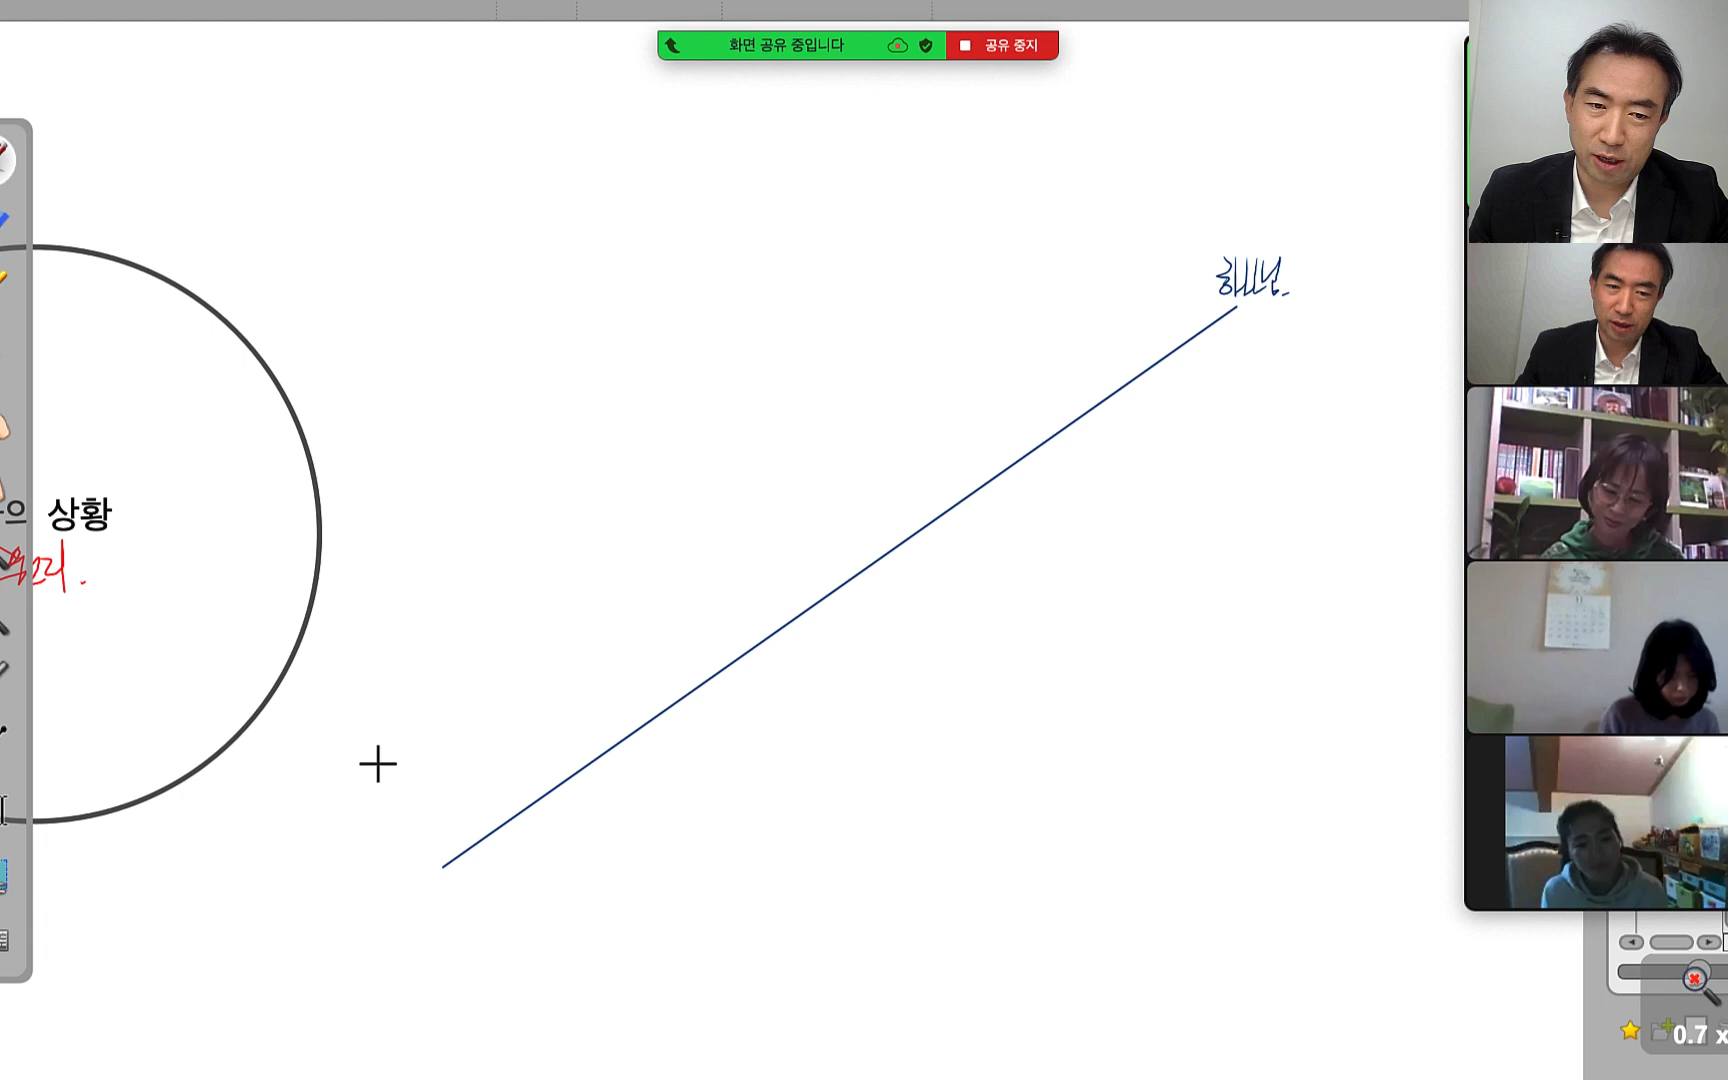 화면 공유 중입니다
공유 중지
하나님.
의 상황
0.7 x